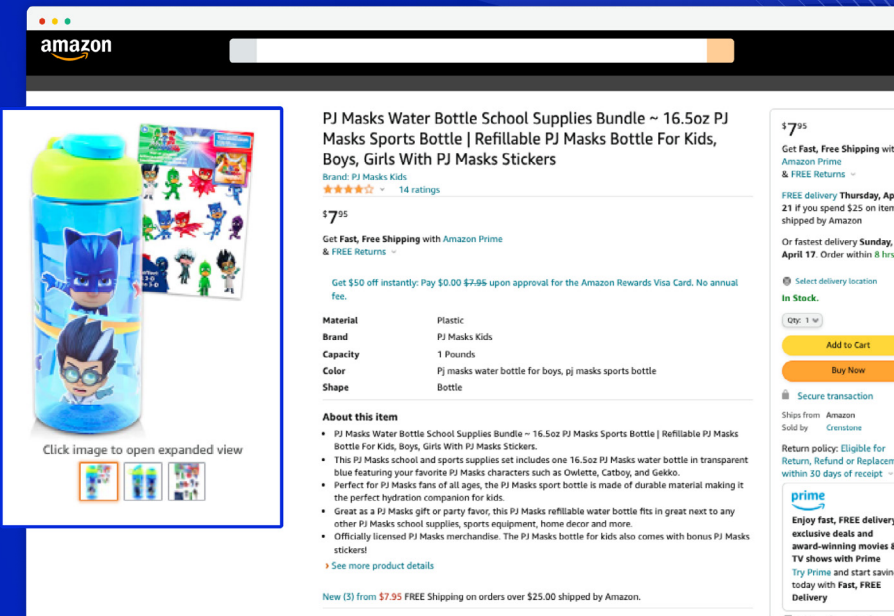 amazon
PJ Masks Water Bottle School Supplies Bundle ~ 16.5oz PJ
Masks Sports Bottle | Refillable PJ Masks Bottle For Kids,
Boys, Girls With PJ Masks Stickers
Brand: PJ Masks Kids
14 ratings
$7⁹⁵
Get Fast, Free Shipping with Amazon Prime
& FREE Returns
Get $50 off instantly: Pay $0.00 $7.95 upon approval for the Amazon Rewards Visa Card. No annual
fee.
Material Plastic
Brand PJ Masks Kids
Capacity 1 Pounds
Color Pj masks water bottle for boys, pj masks sports bottle
Shape Bottle
About this item
• PJ Masks Water Bottle School Supplies Bundle ~ 16.5oz PJ Masks Sports Bottle | Refillable PJ Masks
Bottle For Kids, Boys, Girls With PJ Masks Stickers.
• This PJ Masks school and sports supplies set includes one 16.5oz PJ Masks water bottle in transparent
blue featuring your favorite PJ Masks characters such as Owlette, Catboy, and Gekko.
• Perfect for PJ Masks fans of all ages, the PJ Masks sport bottle is made of durable material making it
the perfect hydration companion for kids.
• Great as a PJ Masks gift or party favor, this PJ Masks refillable water bottle fits in great next to any
other PJ Masks school supplies, sports equipment, home decor and more.
• Officially licensed PJ Masks merchandise. The PJ Masks bottle for kids also comes with bonus PJ Masks
stickers!
› See more product details
New (3) from $7.95 FREE Shipping on orders over $25.00 shipped by Amazon.
Click image to open expanded view
$7⁹⁵
Get Fast, Free Shipping wit
Amazon Prime
& FREE Returns
FREE delivery Thursday, Ap
21 if you spend $25 on item
shipped by Amazon
Or fastest delivery Sunday,
April 17. Order within 8 hrs
Select delivery location
In Stock.
Qty: 1
Add to Cart
Buy Now
Secure transaction
Ships from Amazon
Sold by Crenstone
Return policy: Eligible for
Return, Refund or Replacem
within 30 days of receipt
prime
Enjoy fast, FREE delivery
exclusive deals and
award-winning movies &
TV shows with Prime
Try Prime and start savin
today with Fast, FREE
Delivery